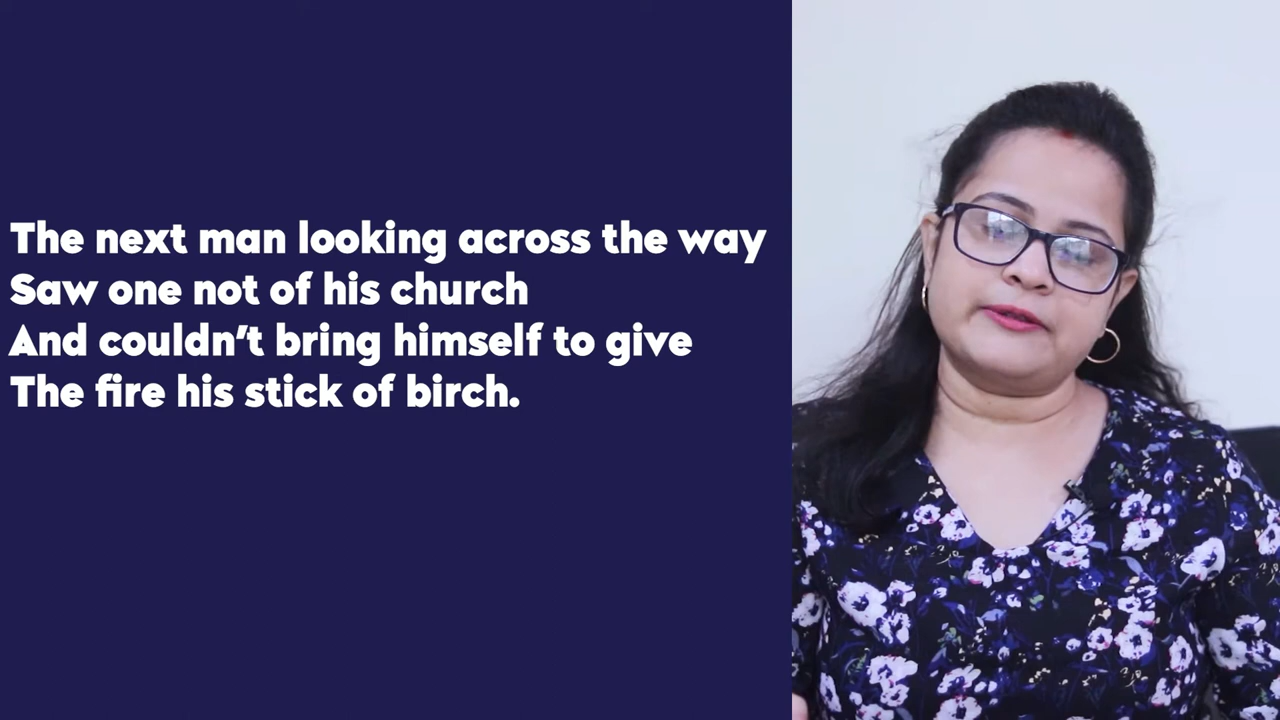 The next man looking across the way
Saw one not of his church
And couldn't bring himself to give
The fire his stick of birch.